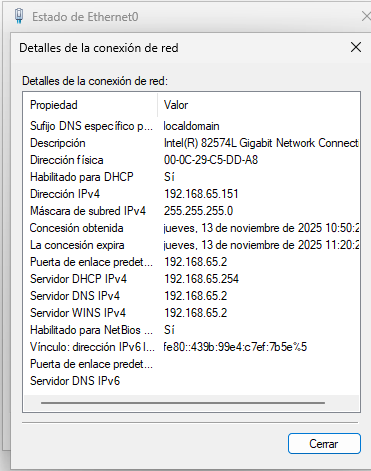 Estado de Ethernet0
Detalles de la conexión de red
Detalles de la conexión de red:
Propiedad Valor
Sufijo DNS específico p... localdomain
Descripción Intel(R) 82574L Gigabit Network Connect
Dirección física 00-0C-29-C5-DD-A8
Habilitado para DHCP Sí
Dirección IPv4 192.168.65.151
Máscara de subred IPv4 255.255.255.0
Concesión obtenida jueves, 13 de noviembre de 2025 10:50:2
La concesión expira jueves, 13 de noviembre de 2025 11:20:2
Puerta de enlace predet... 192.168.65.2
Servidor DHCP IPv4 192.168.65.254
Servidor DNS IPv4 192.168.65.2
Servidor WINS IPv4 192.168.65.2
Habilitado para NetBios ... Sí
Vínculo: dirección IPv6 l... fe80::439b:99e4:c7ef:7b5e%5
Puerta de enlace predet...
Servidor DNS IPv6
Cerrar